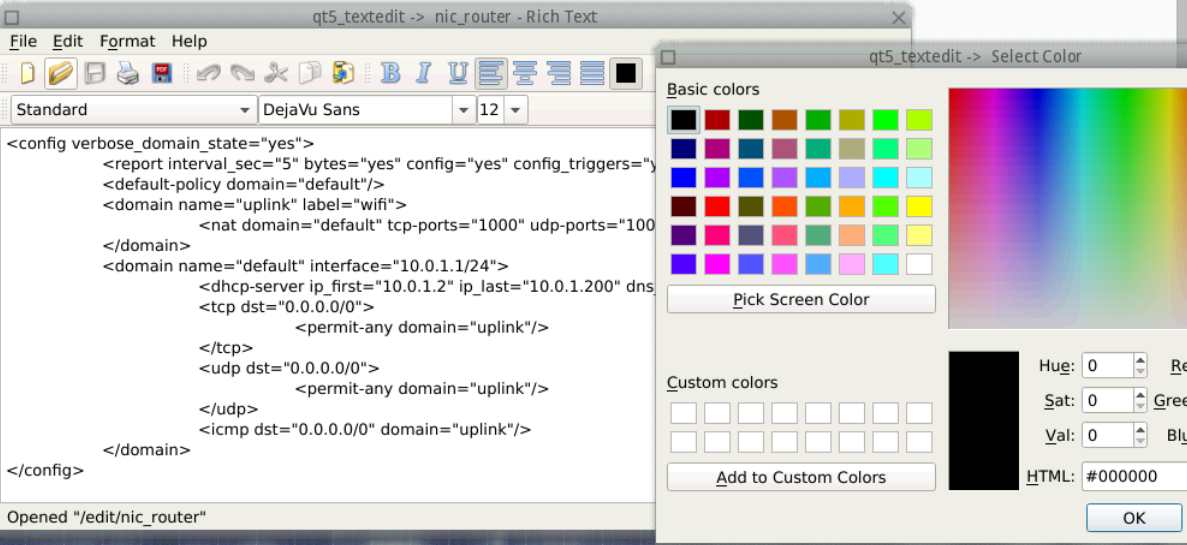 qt5_textedit -> nic_router - Rich Text
File Edit Format Help
B I U
Standard DejaVu Sans 12
<config verbose_domain_state="yes">
<report interval_sec="5" bytes="yes" config="yes" config_triggers="y
<default-policy domain="default"/>
<domain name="uplink" label="wifi">
<nat domain="default" tcp-ports="1000" udp-ports="100
</domain>
<domain name="default" interface="10.0.1.1/24">
<dhcp-server ip_first="10.0.1.2" ip_last="10.0.1.200" dns_
<tcp dst="0.0.0.0/0">
<permit-any domain="uplink"/>
</tcp>
<udp dst="0.0.0.0/0">
<permit-any domain="uplink"/>
</udp>
<icmp dst="0.0.0.0/0" domain="uplink"/>
</domain>
</config>
Opened "/edit/nic_router"
qt5_textedit -> Select Color
Basic colors
Pick Screen Color
Custom colors
Add to Custom Colors
Hue: 0 Re
Sat: 0 Gree
Val: 0 Blu
HTML: #000000
OK